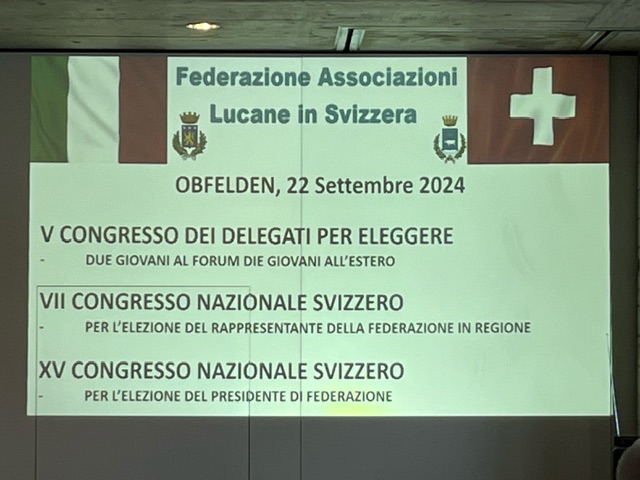 Federazione Associazioni
Lucane in Svizzera
OBFELDEN, 22 Settembre 2024
V CONGRESSO DEI DELEGATI PER ELEGGERE
- DUE GIOVANI AL FORUM DIE GIOVANI ALL'ESTERO
VII CONGRESSO NAZIONALE SVIZZERO
- PER L'ELEZIONE DEL RAPPRESENTANTE DELLA FEDERAZIONE IN REGIONE
XV CONGRESSO NAZIONALE SVIZZERO
- PER L'ELEZIONE DEL PRESIDENTE DI FEDERAZIONE